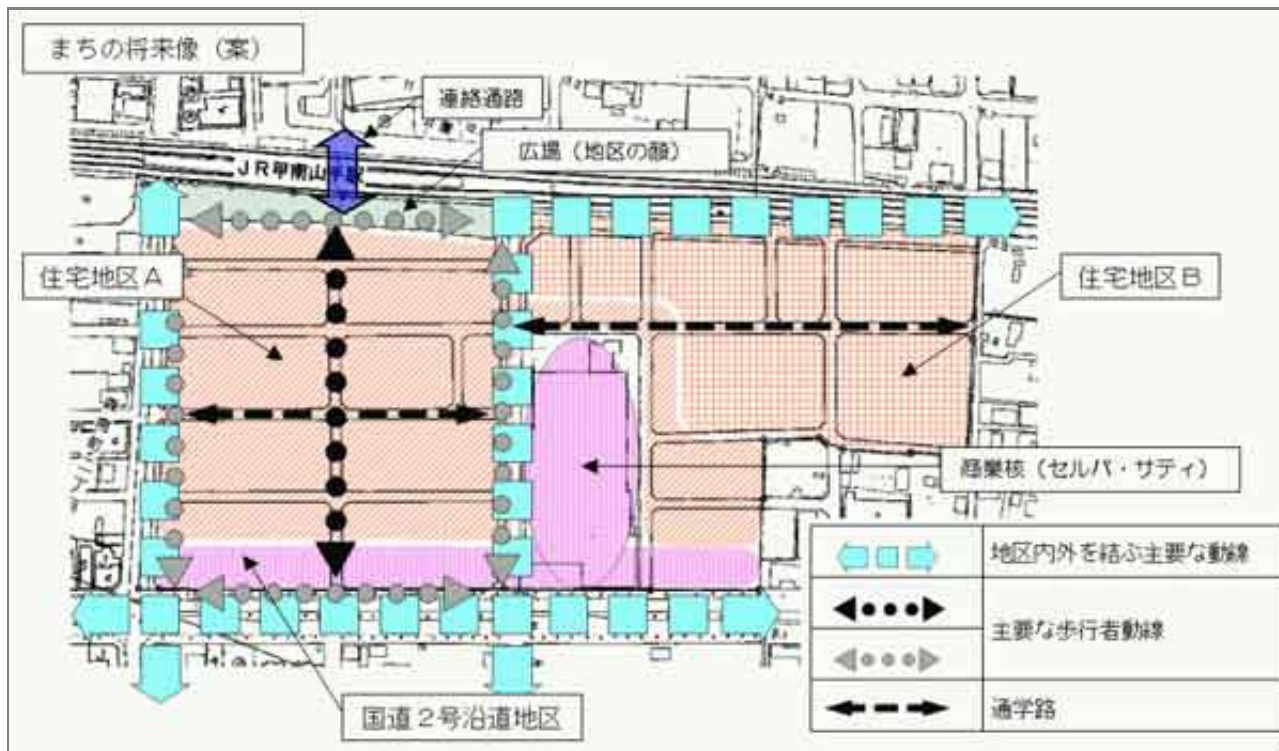 まちの将来像（案）
連絡通路
広場（地区の顔）
ＪＲ甲南山手駅
住宅地区Ａ
住宅地区Ｂ
商業核（セルバ・サティ）
地区内外を結ぶ主要な動線
主要な歩行者動線
通学路
国道２号沿道地区